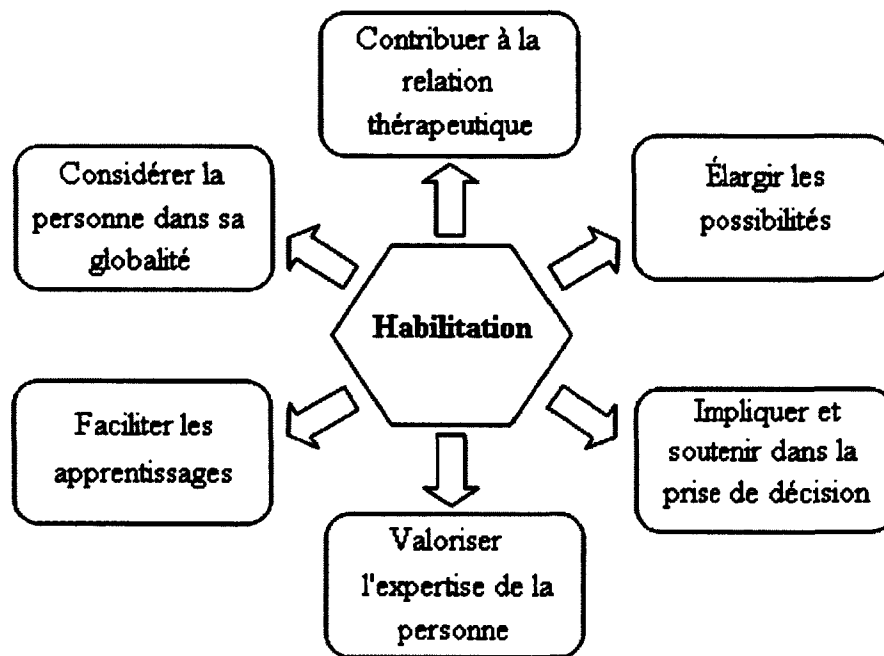 Contribuer à la
relation
thérapeutique
Considérer la
personne dans sa
globalité
Élargir les
possibilités
Habilitation
Faciliter les
apprentissages
Impliquer et
soutenir dans la
prise de décision
Valoriser
l'expertise de la
personne